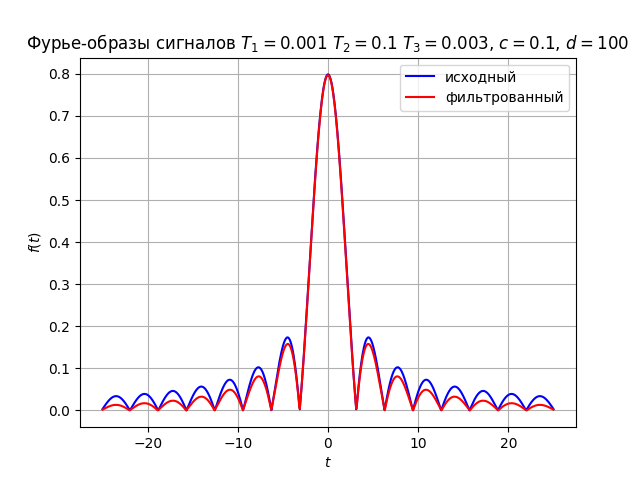 Фурье-образы сигналов T₁ = 0.001 T₂ = 0.1 T₃ = 0.003, c = 0.1, d = 100
исходный
фильтрованный
0.8
0.7
0.6
0.5
0.4
0.3
0.2
0.1
0.0
f(t)
−20
−10
0
10
20
t